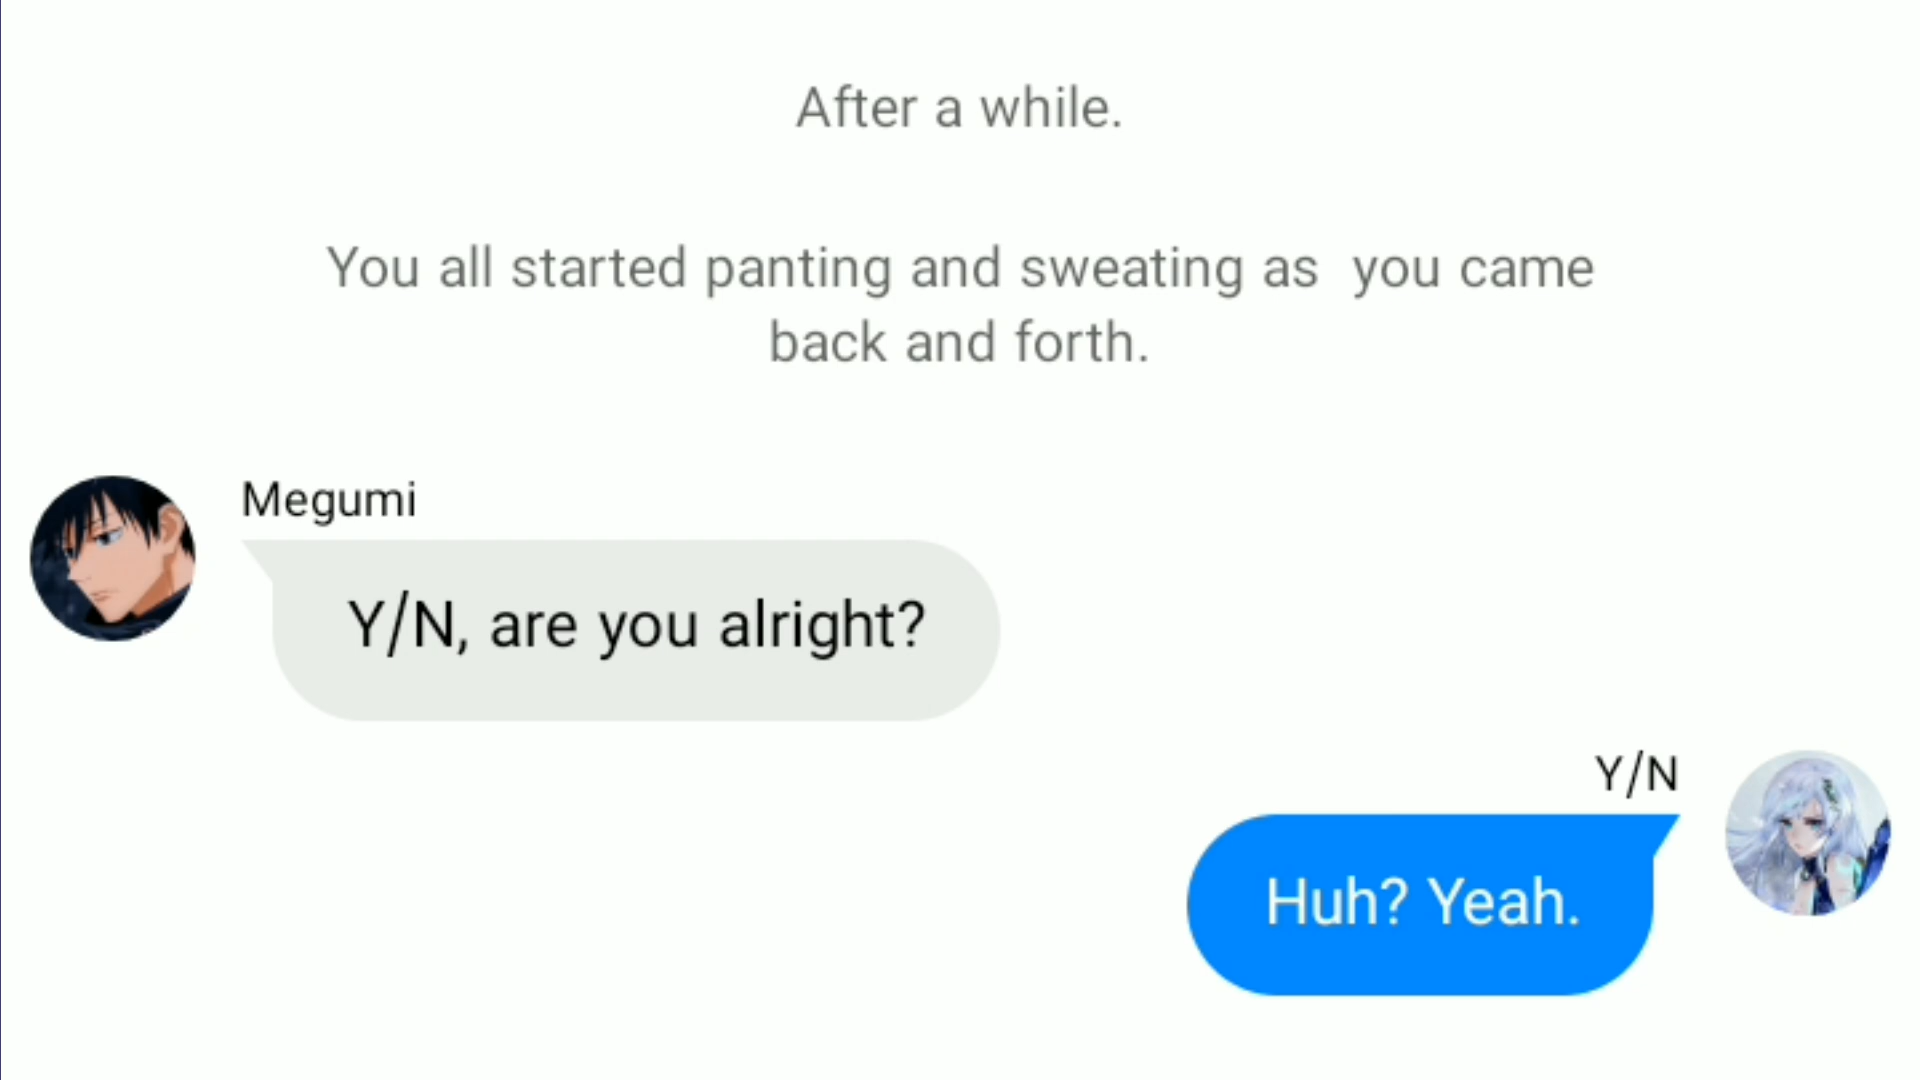 After a while.
You all started panting and sweating as  you came
back and forth.
Megumi
Y/N, are you alright?
Y/N
Huh? Yeah.